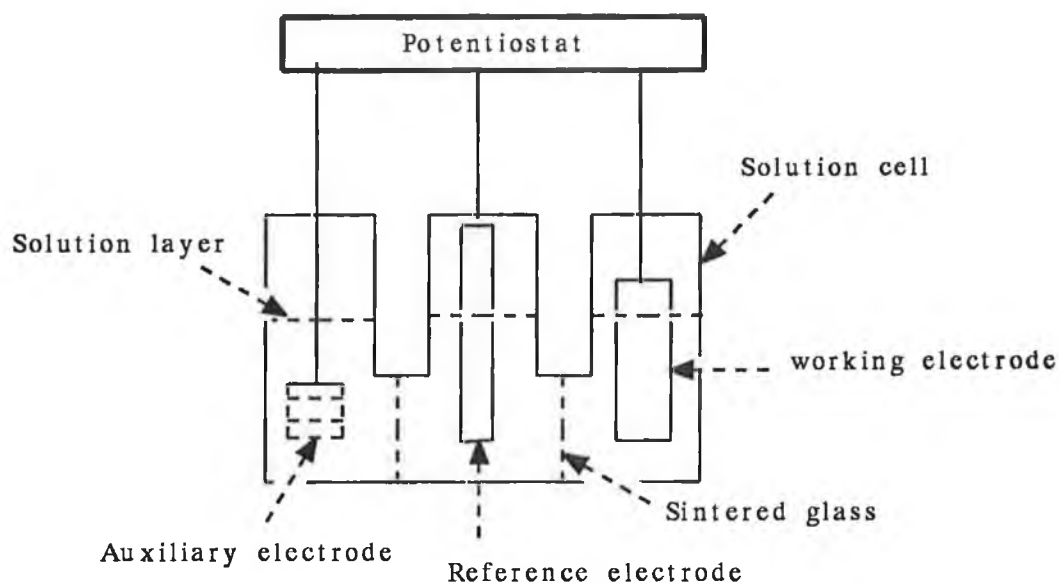 Potentiostat
Solution cell
Solution layer
working electrode
Sintered glass
Auxiliary electrode
Reference electrode